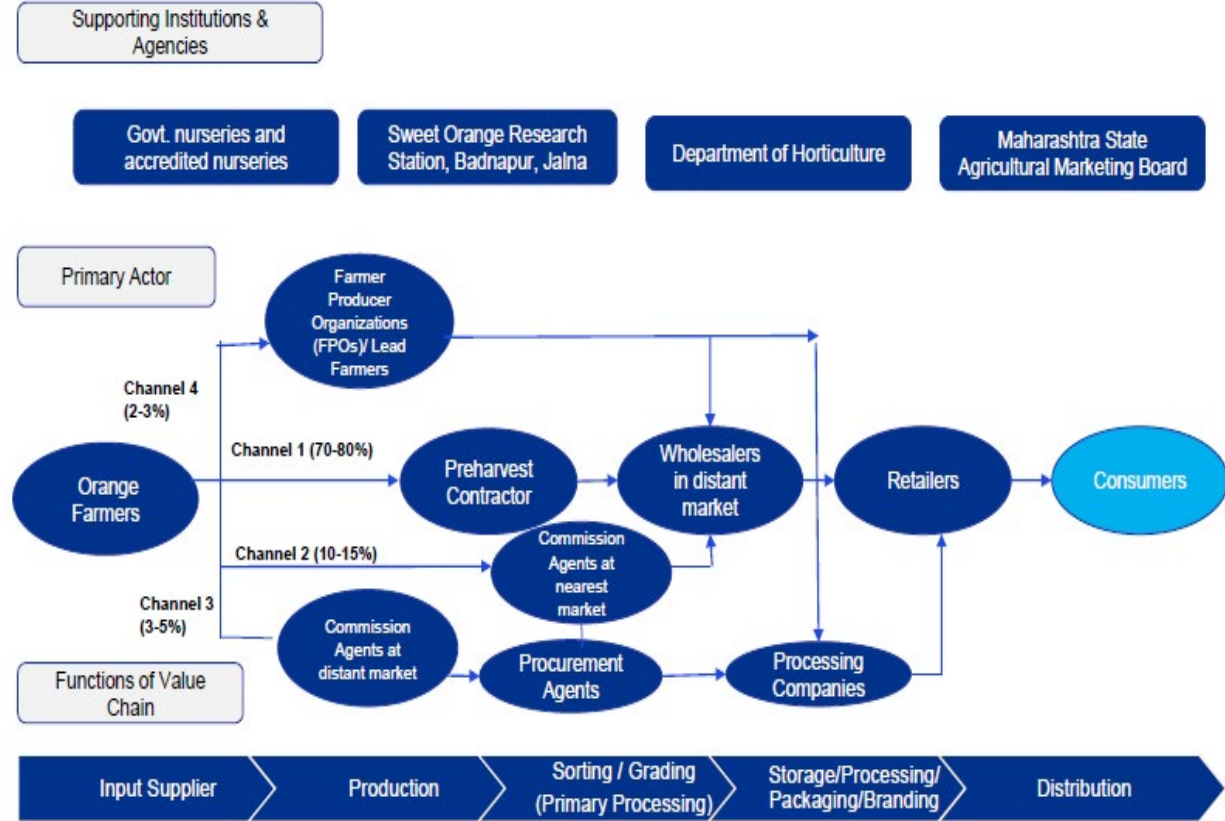 Supporting Institutions &
Agencies
Govt. nurseries and
accredited nurseries
Sweet Orange Research
Station, Badnapur, Jalna
Department of Horticulture
Maharashtra State
Agricultural Marketing Board
Primary Actor
Farmer
Producer
Organizations
(FPOs)/ Lead
Farmers
Channel 4
(2-3%)
Channel 1 (70-80%)
Orange
Farmers
Preharvest
Contractor
Wholesalers
in distant
market
Retailers
Consumers
Channel 2 (10-15%)
Commission
Agents at
nearest
market
Channel 3
(3-5%)
Commission
Agents at
distant market
Procurement
Agents
Processing
Companies
Functions of Value
Chain
Input Supplier
Production
Sorting / Grading
(Primary Processing)
Storage/Processing/
Packaging/Branding
Distribution